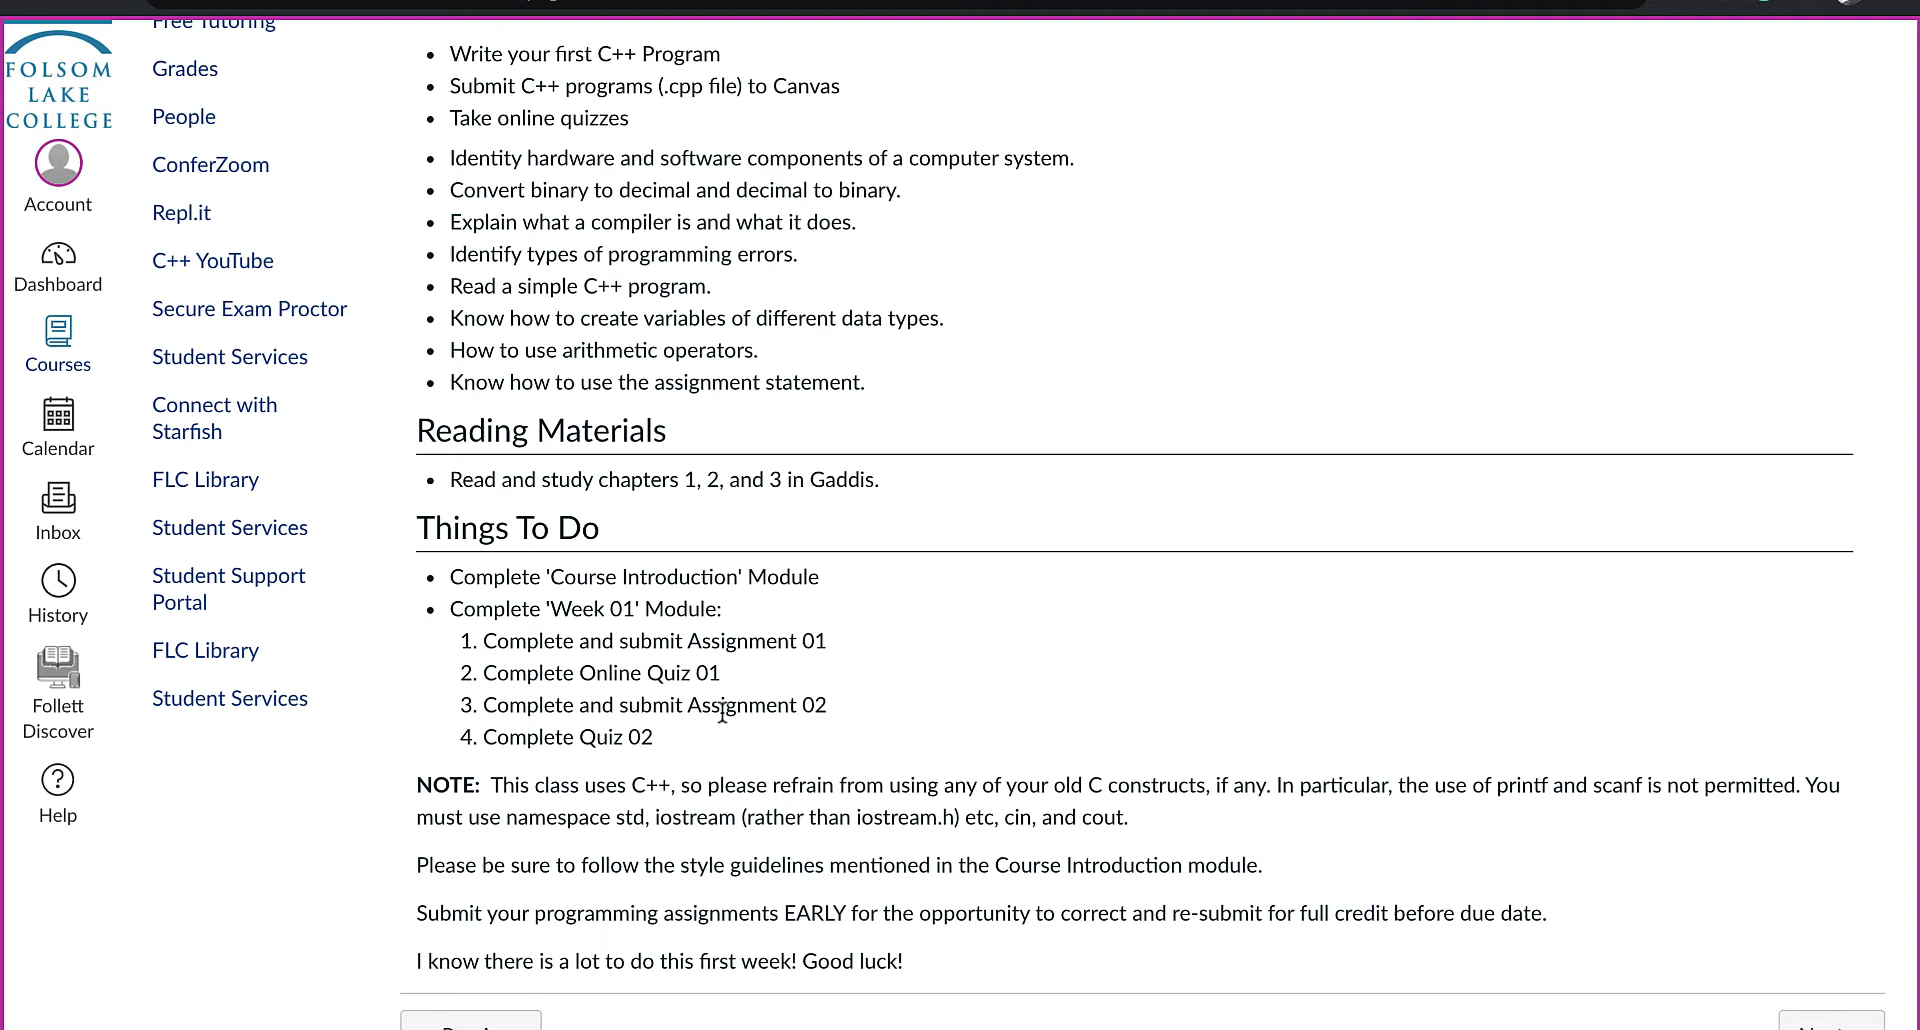 FOLSOM
LAKE
COLLEGE
Account
Dashboard
Courses
Calendar
Inbox
History
Follett
Discover
Help
Free Tutoring
Grades
People
ConferZoom
Repl.it
C++ YouTube
Secure Exam Proctor
Student Services
Connect with
Starfish
FLC Library
Student Services
Student Support
Portal
FLC Library
Student Services
• Write your first C++ Program
• Submit C++ programs (.cpp file) to Canvas
• Take online quizzes
• Identity hardware and software components of a computer system.
• Convert binary to decimal and decimal to binary.
• Explain what a compiler is and what it does.
• Identify types of programming errors.
• Read a simple C++ program.
• Know how to create variables of different data types.
• How to use arithmetic operators.
• Know how to use the assignment statement.
Reading Materials
• Read and study chapters 1, 2, and 3 in Gaddis.
Things To Do
• Complete 'Course Introduction' Module
• Complete 'Week 01' Module:
1. Complete and submit Assignment 01
2. Complete Online Quiz 01
3. Complete and submit Assignment 02
4. Complete Quiz 02
NOTE: This class uses C++, so please refrain from using any of your old C constructs, if any. In particular, the use of printf and scanf is not permitted. You
must use namespace std, iostream (rather than iostream.h) etc, cin, and cout.
Please be sure to follow the style guidelines mentioned in the Course Introduction module.
Submit your programming assignments EARLY for the opportunity to correct and re-submit for full credit before due date.
I know there is a lot to do this first week! Good luck!